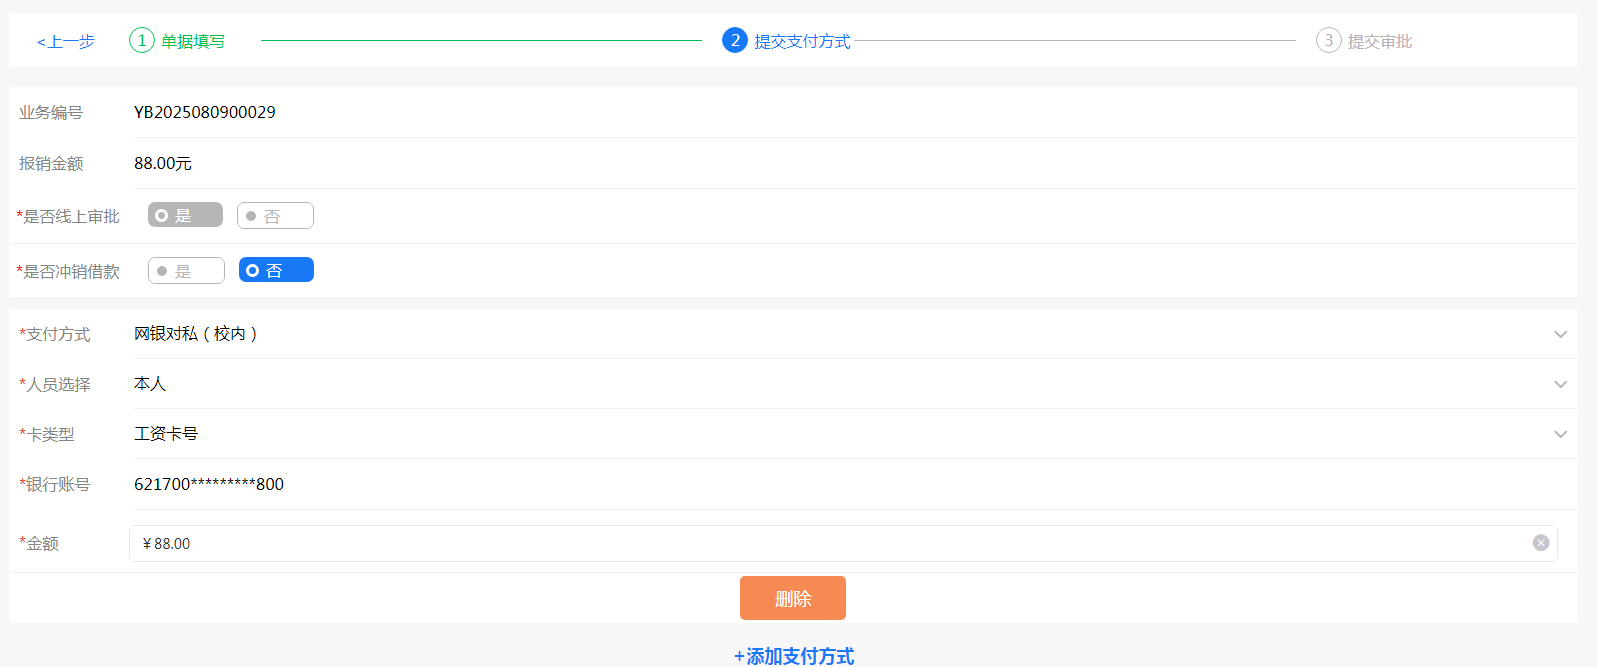 <上一步 1 单据填写 2 提交支付方式 3 提交审批
业务编号 YB2025080900029
报销金额 88.00元
*是否线上审批 是 否
*是否冲销借款 是 否
*支付方式 网银对私（校内）
*人员选择 本人
*卡类型 工资卡号
*银行账号 621700*********800
*金额 ¥88.00
删除
+添加支付方式